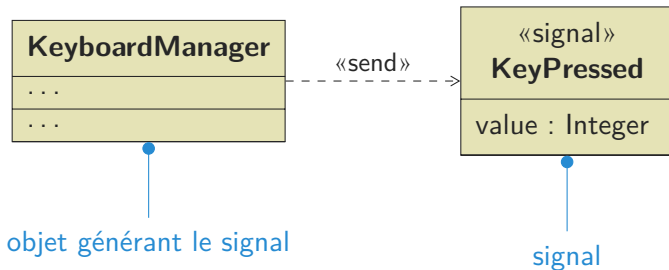 KeyboardManager
. . .
. . .
«send»
«signal»
KeyPressed
value : Integer
objet générant le signal
signal